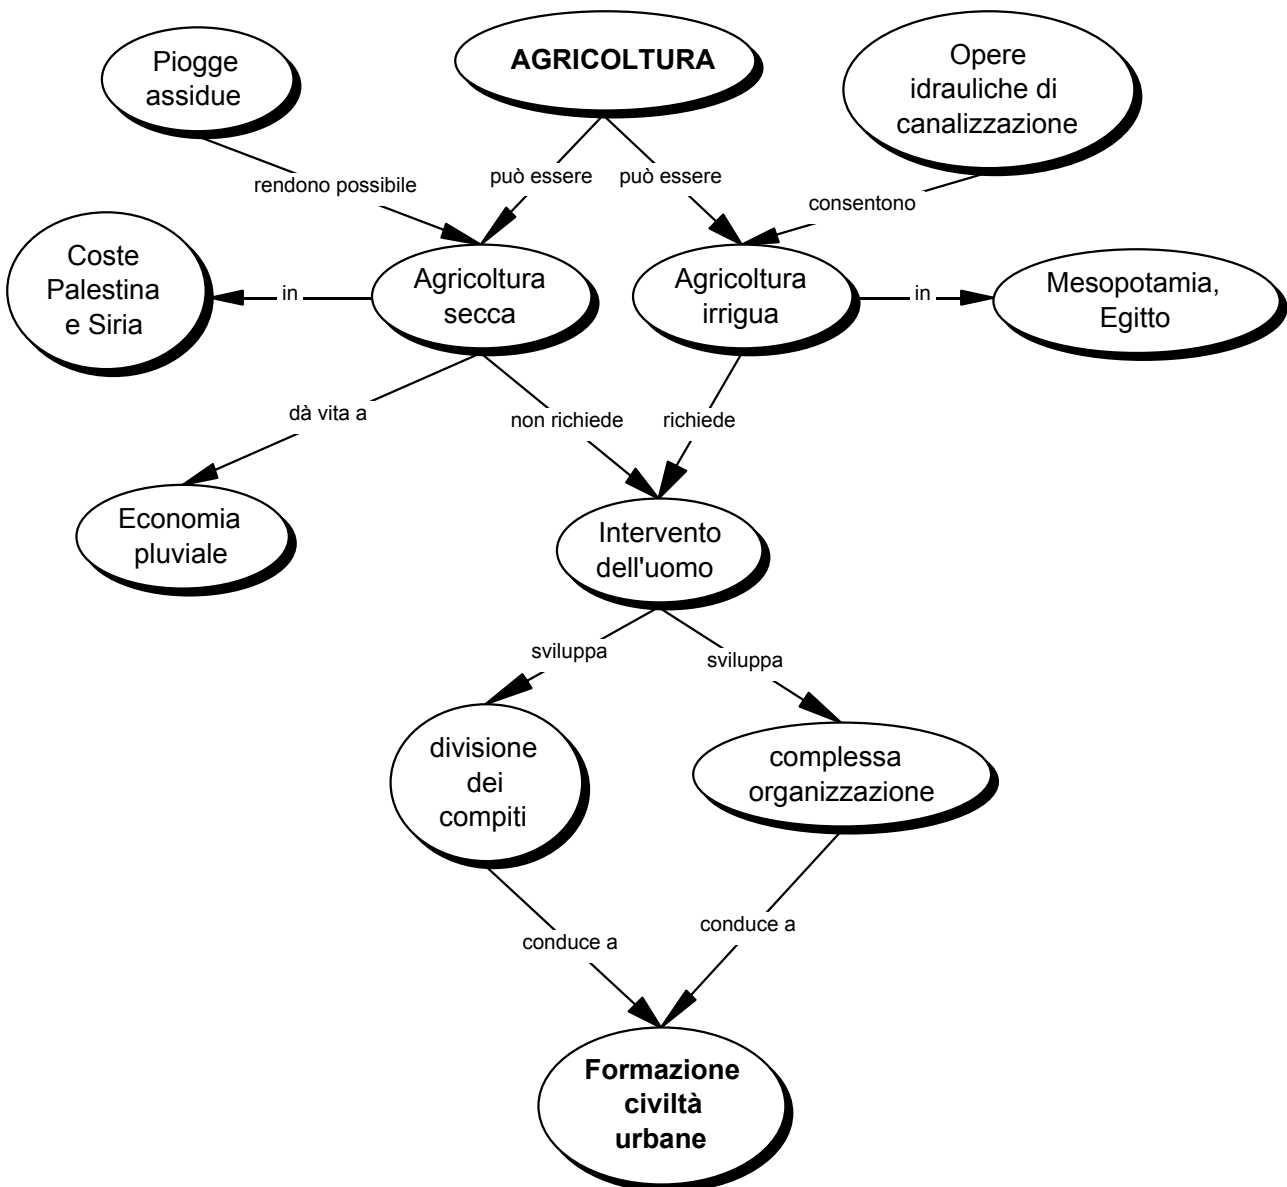 Piogge
assidue
AGRICOLTURA
Opere
idrauliche di
canalizzazione
rendono possibile
può essere
può essere
consentono
Coste
Palestina
e Siria
in
Agricoltura
secca
Agricoltura
irrigua
in
Mesopotamia,
Egitto
dà vita a
non richiede
richiede
Economia
pluviale
Intervento
dell'uomo
sviluppa
sviluppa
divisione
dei
compiti
complessa
organizzazione
conduce a
conduce a
Formazione
civiltà
urbane